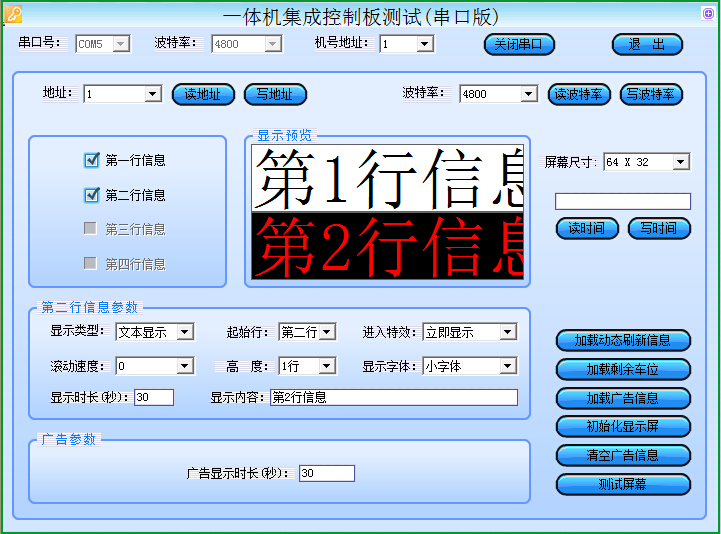 一体机集成控制板测试(串口版)
串口号: COM5 波特率: 4800 机号地址: 1 关闭串口 退 出
地址: 1 读地址 写地址 波特率: 4800 读波特率 写波特率
显示预览
第一行信息
第二行信息
第三行信息
第四行信息
第1行信息
第2行信息
屏幕尺寸: 64 X 32
读时间 写时间
第二行信息参数
显示类型: 文本显示 起始行: 第二行 进入特效: 立即显示
滚动速度: 0 高 度: 1行 显示字体: 小字体
显示时长(秒): 30 显示内容: 第2行信息
广告参数
广告显示时长(秒): 30
加载动态刷新信息
加载剩余车位
加载广告信息
初始化显示屏
清空广告信息
测试屏幕